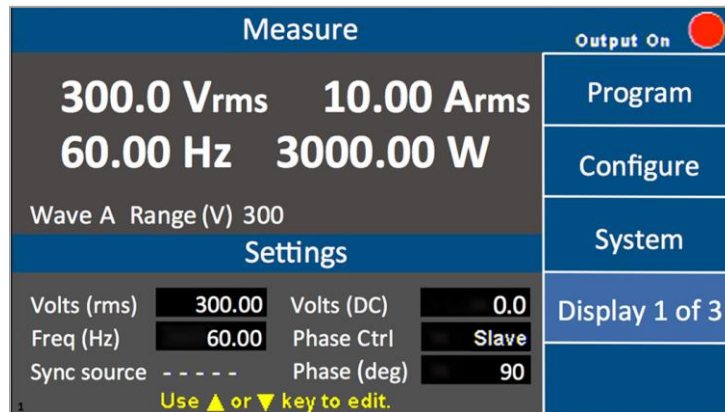 Measure
Output On
300.0 Vrms 10.00 Arms
60.00 Hz 3000.00 W
Wave A Range (V) 300
Settings
Volts (rms) 300.00 Volts (DC) 0.0
Freq (Hz) 60.00 Phase Ctrl Slave
Sync source - - - - - Phase (deg) 90
Use ▲ or ▼ key to edit.
1
Program
Configure
System
Display 1 of 3